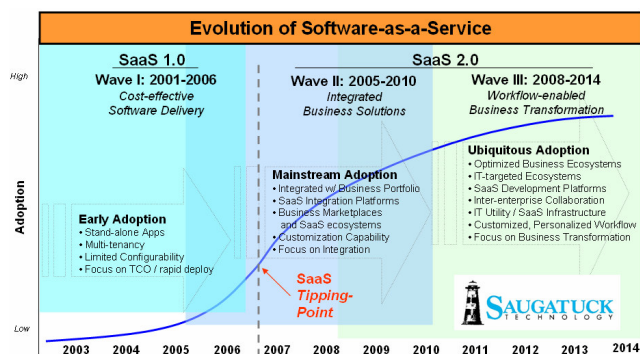 Evolution of Software-as-a-Service
SaaS 1.0
SaaS 2.0
High
Wave I: 2001-2006
Cost-effective
Software Delivery
Wave II: 2005-2010
Integrated
Business Solutions
Wave III: 2008-2014
Workflow-enabled
Business Transformation
Adoption
Early Adoption
• Stand-alone Apps
• Multi-tenancy
• Limited Configurability
• Focus on TCO / rapid deploy
Mainstream Adoption
• Integrated w/ Business Portfolio
• SaaS Integration Platforms
• Business Marketplaces
and SaaS ecosystems
• Customization Capability
• Focus on Integration
Ubiquitous Adoption
• Optimized Business Ecosystems
• IT-targeted Ecosystems
• SaaS Development Platforms
• Inter-enterprise Collaboration
• IT Utility / SaaS Infrastructure
• Customized, Personalized Workflow
• Focus on Business Transformation
SaaS
Tipping-
Point
SAUGATUCK
TECHNOLOGY
Low
2003 2004 2005 2006 2007 2008 2009 2010 2011 2012 2013 2014